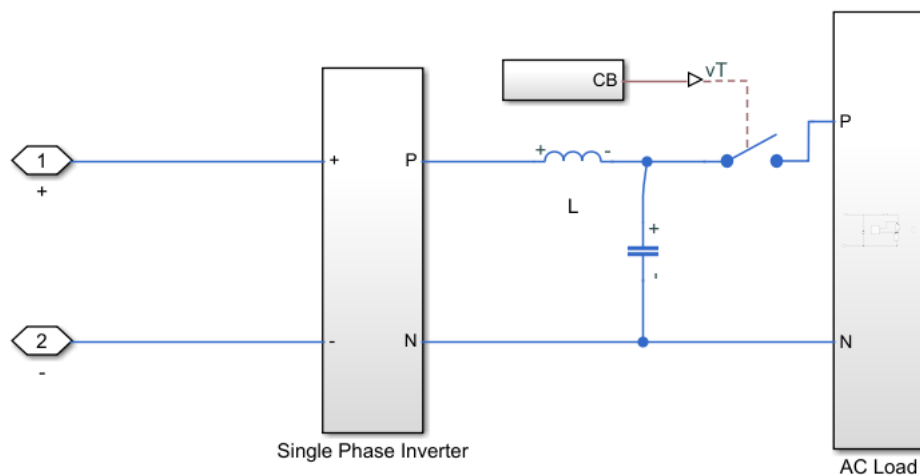 CB
vT
P
1
+
+
P
+
-
L
+
-
2
-
-
N
N
Single Phase Inverter
AC Load